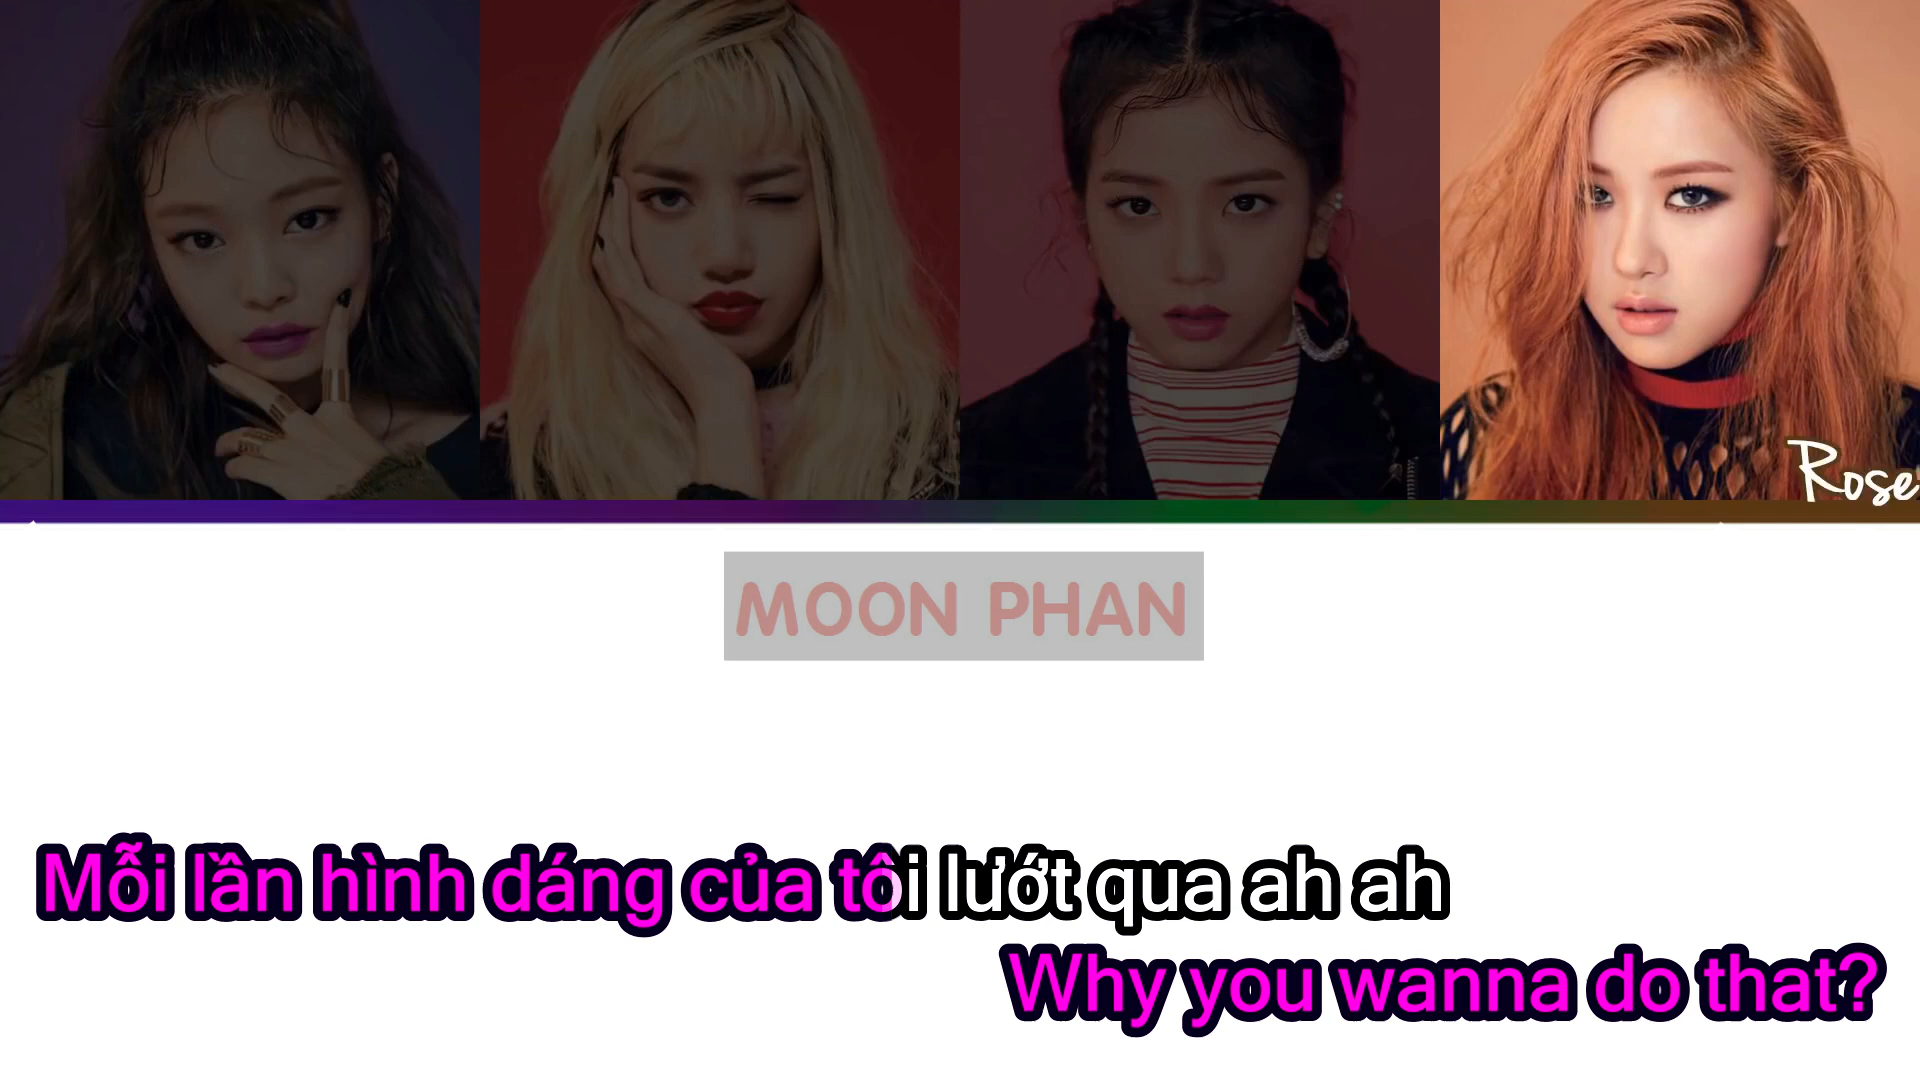 Rose
MOON PHAN
Mỗi lần hình dáng của tôi lướt qua ah ah
Why you wanna do that?